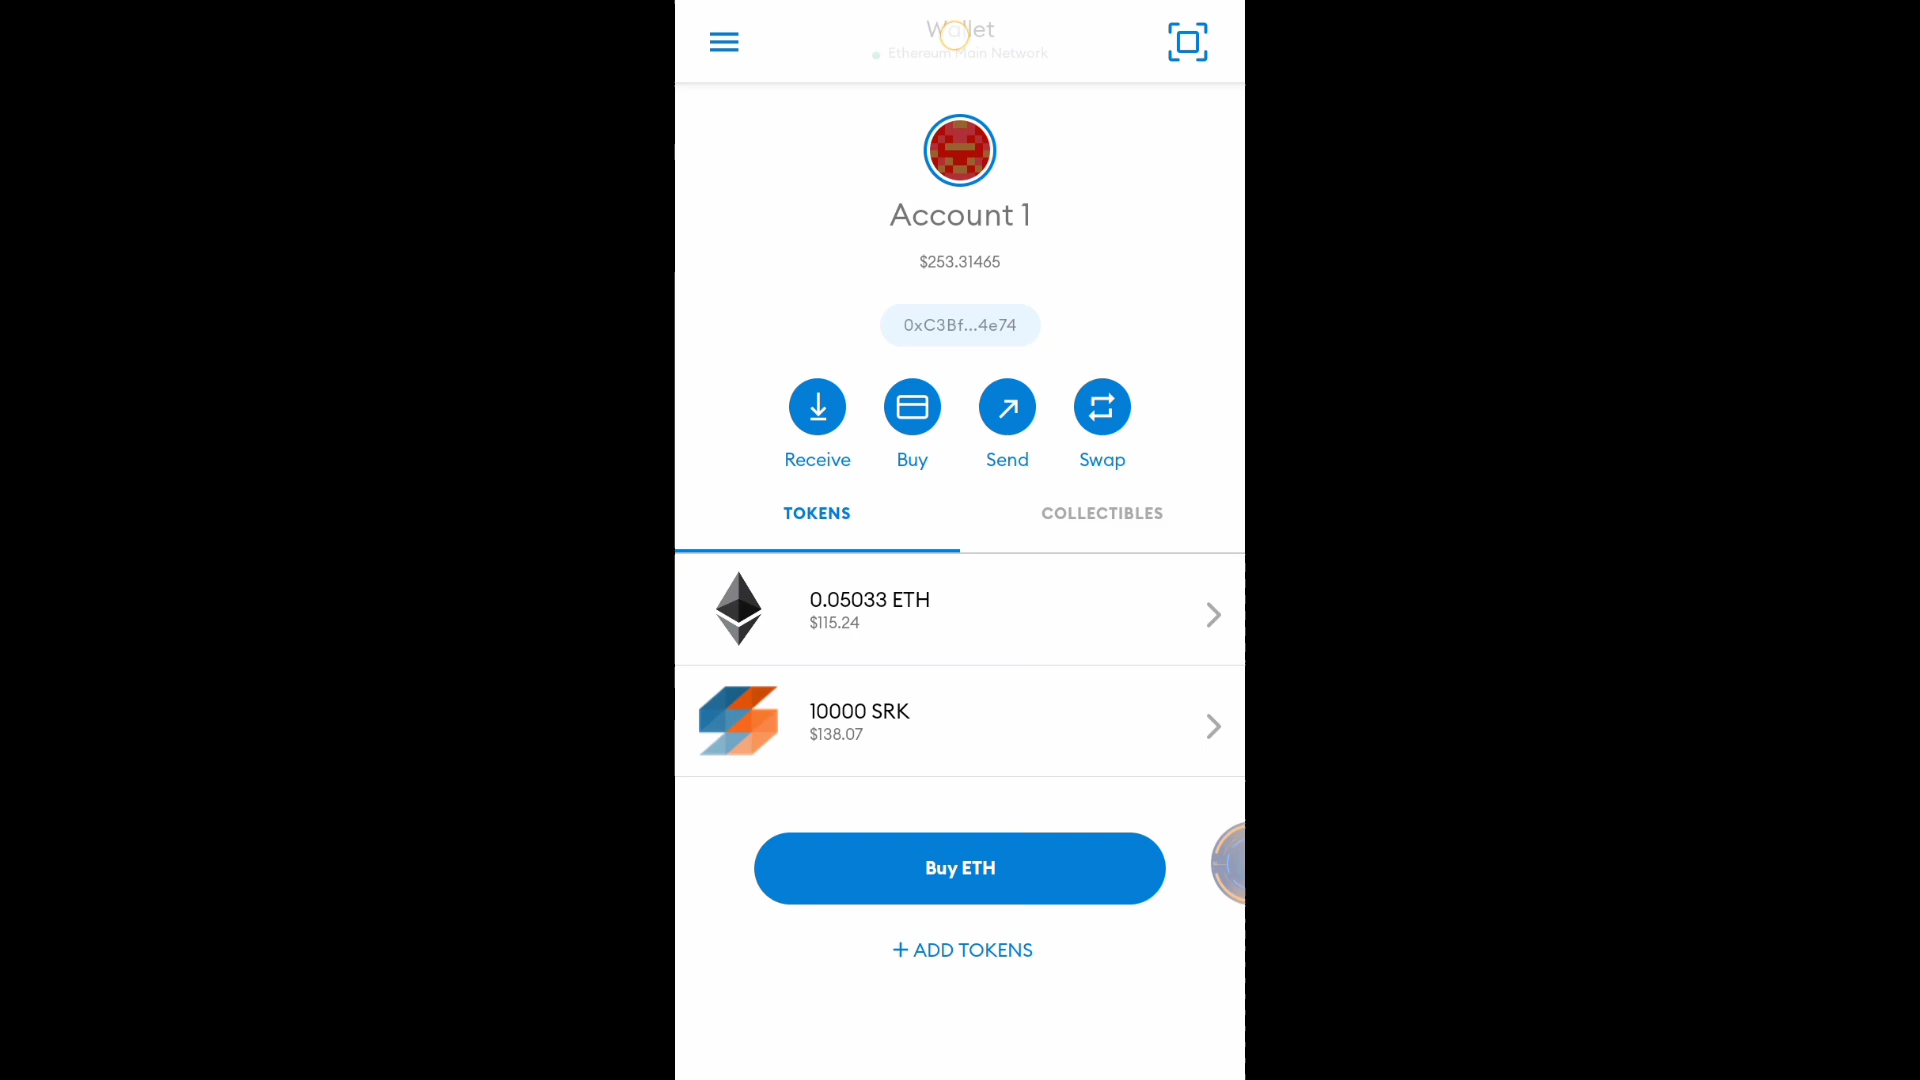 Wallet
Ethereum Main Network
Account 1
$253.31465
0xC3Bf...4e74
Receive
Buy
Send
Swap
TOKENS
COLLECTIBLES
0.05033 ETH
$115.24
10000 SRK
$138.07
Buy ETH
+ ADD TOKENS